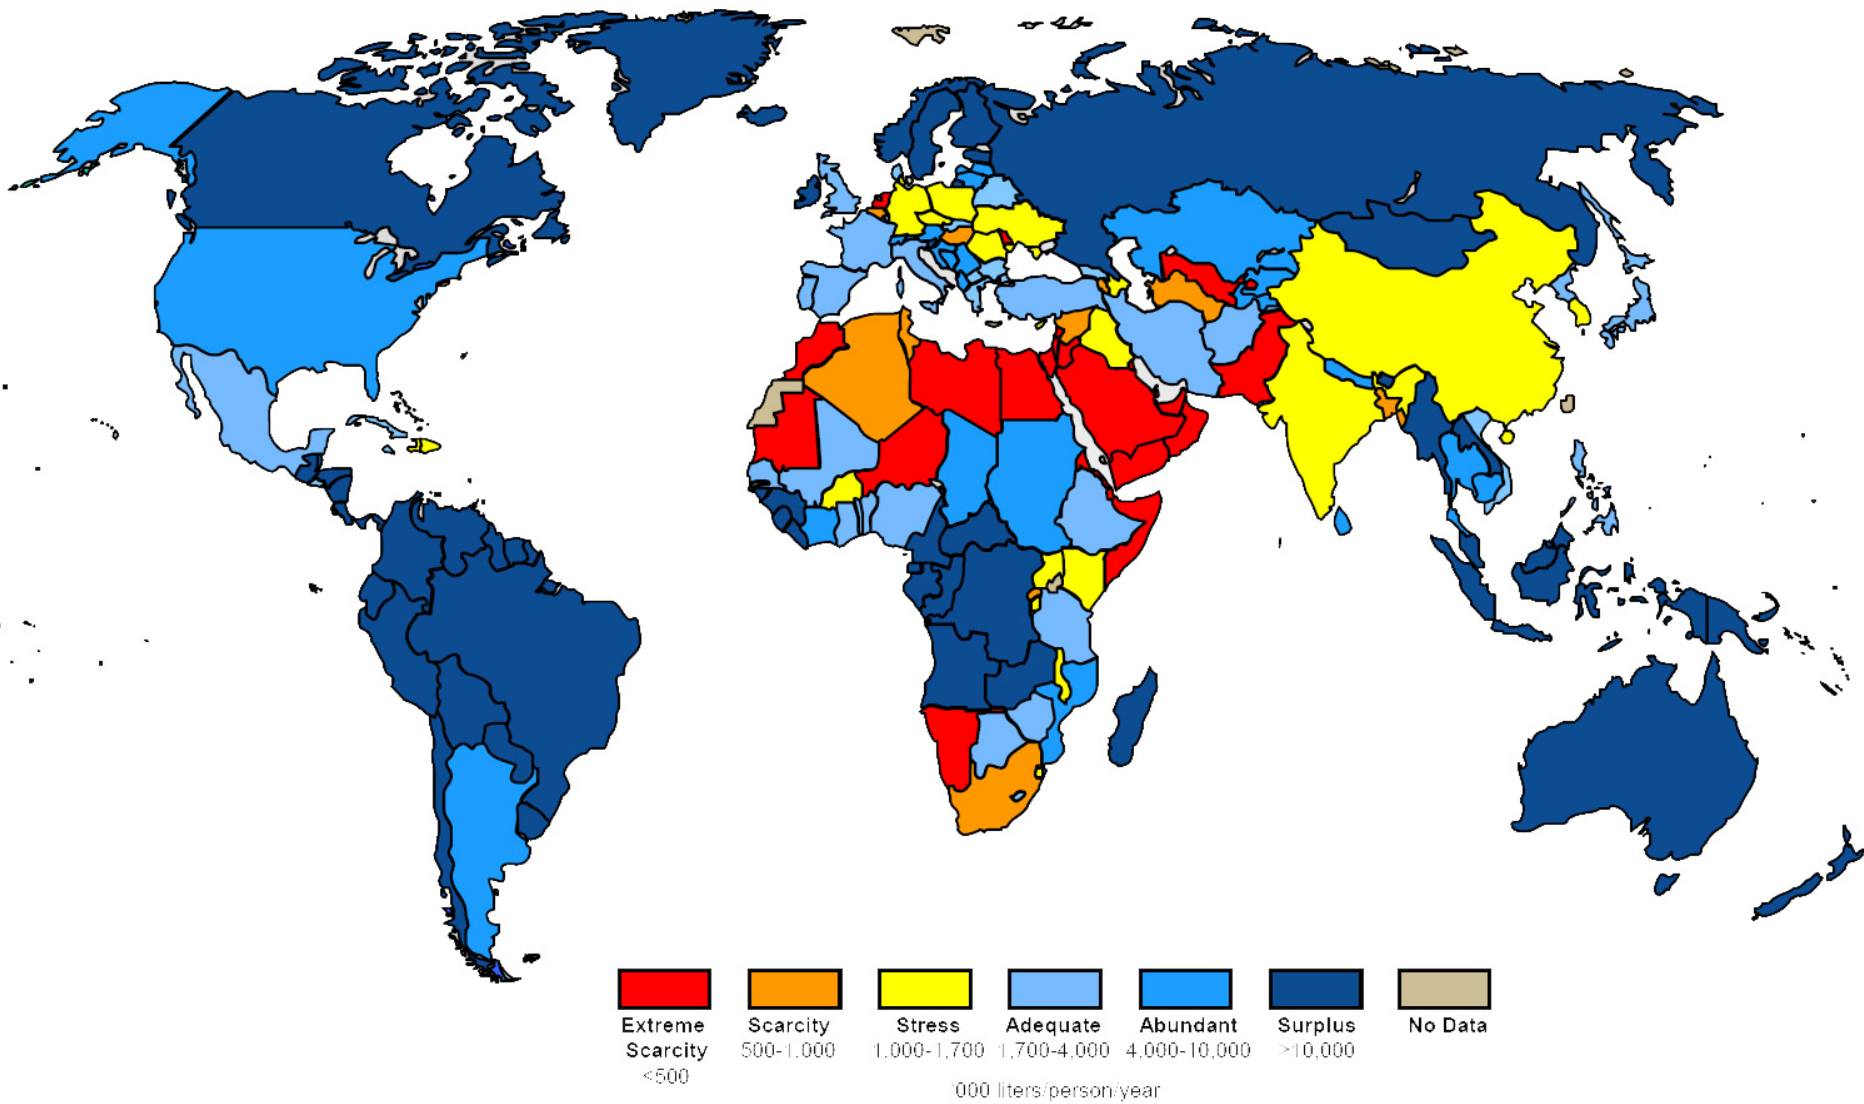 Extreme Scarcity <500
Scarcity 500-1.000
Stress 1.000-1,700
Adequate 1,700-4,000
Abundant 4,000-10,000
Surplus >10,000
No Data
'000 liters/person/year